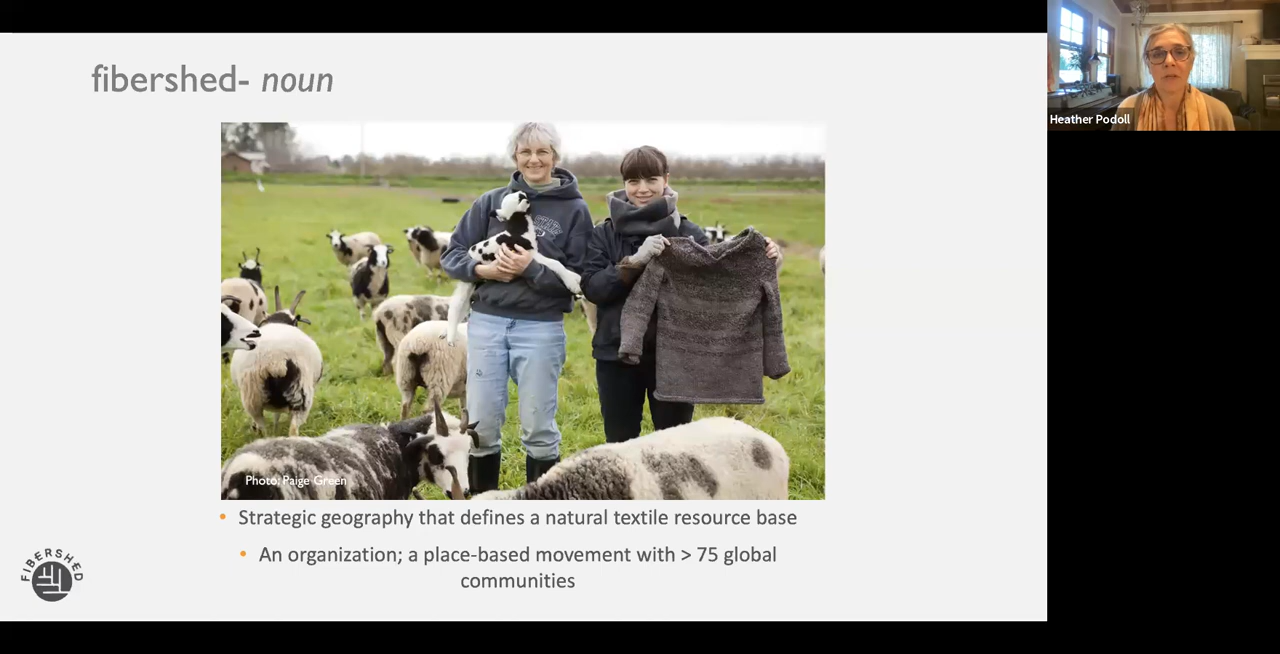 fibershed- noun
Heather Podoll
Photo: Paige Green
• Strategic geography that defines a natural textile resource base
• An organization; a place-based movement with > 75 global
communities
FIBERSHED